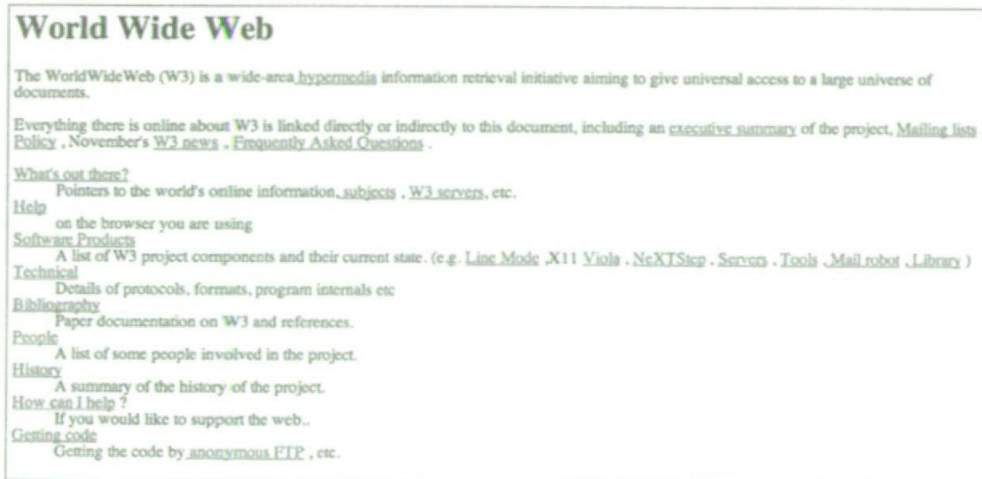 World Wide Web
The WorldWideWeb (W3) is a wide-area hypermedia information retrieval initiative aiming to give universal access to a large universe of
documents.
Everything there is online about W3 is linked directly or indirectly to this document, including an executive summary of the project, Mailing lists
Policy , November's W3 news , Frequently Asked Questions .
What's out there?
Pointers to the world's online information, subjects , W3 servers, etc.
Help
on the browser you are using
Software Products
A list of W3 project components and their current state. (e.g. Line Mode ,X11 Viola , NeXTStep , Servers , Tools , Mail robot , Library )
Technical
Details of protocols, formats, program internals etc
Bibliography
Paper documentation on W3 and references.
People
A list of some people involved in the project.
History
A summary of the history of the project.
How can I help ?
If you would like to support the web..
Getting code
Getting the code by anonymous FTP , etc.